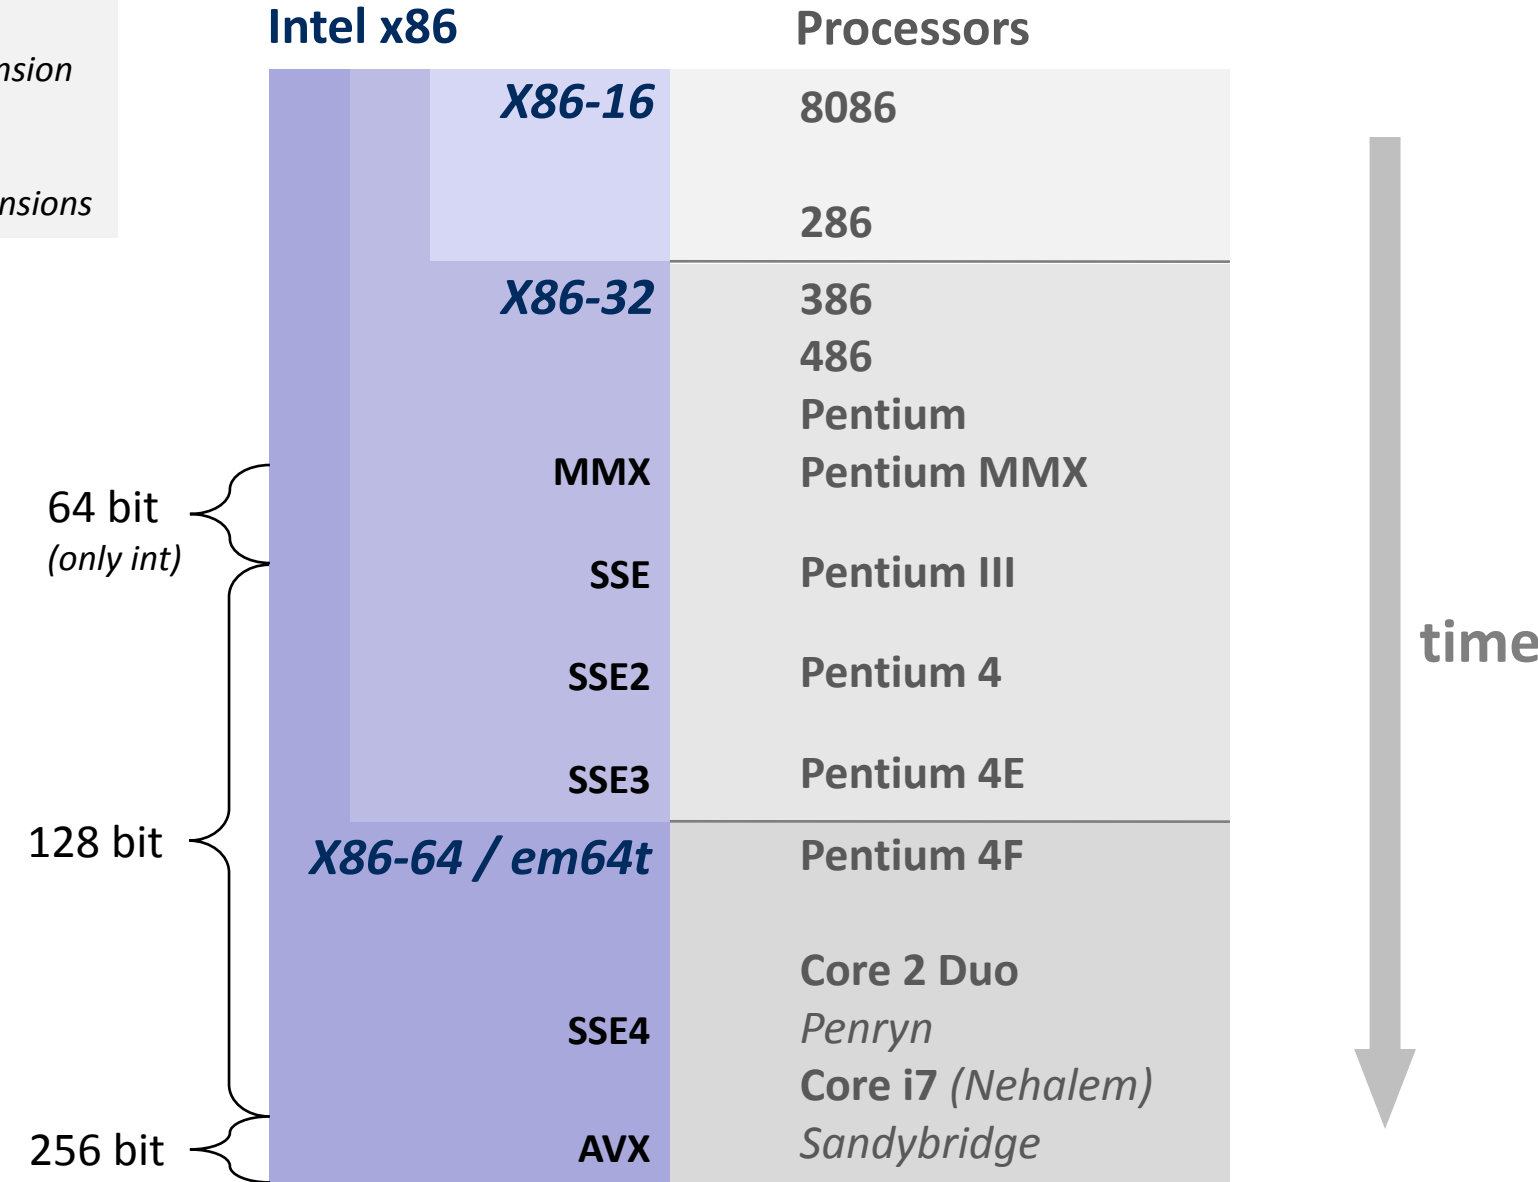 Intel x86 Processors
nsion
nsions
X86-16 8086
286
X86-32 386
486
Pentium
MMX Pentium MMX
64 bit
(only int)
SSE Pentium III
time
SSE2 Pentium 4
SSE3 Pentium 4E
128 bit
X86-64 / em64t Pentium 4F
Core 2 Duo
SSE4 Penryn
Core i7 (Nehalem)
256 bit
AVX Sandybridge